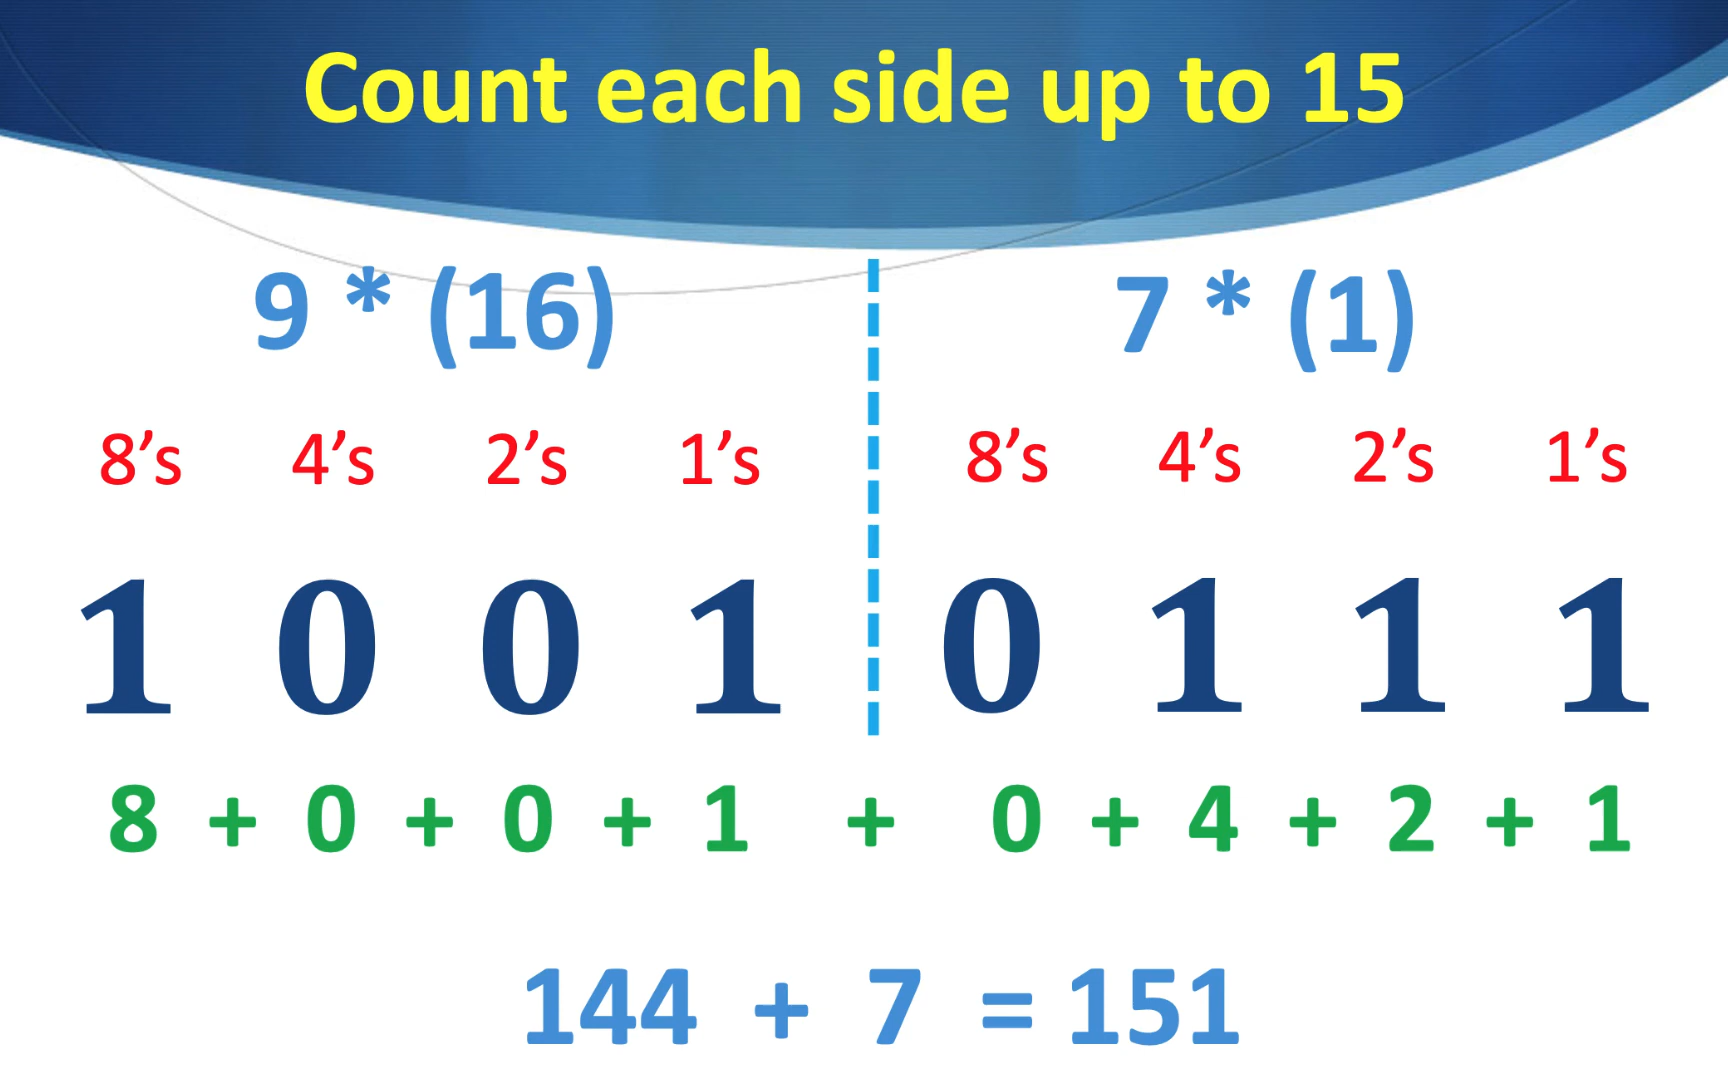 Count each side up to 15
9 * (16) 7 * (1)
8’s 4’s 2’s 1’s 8’s 4’s 2’s 1’s
1 0 0 1 0 1 1 1
8 + 0 + 0 + 1 + 0 + 4 + 2 + 1
144 + 7 = 151